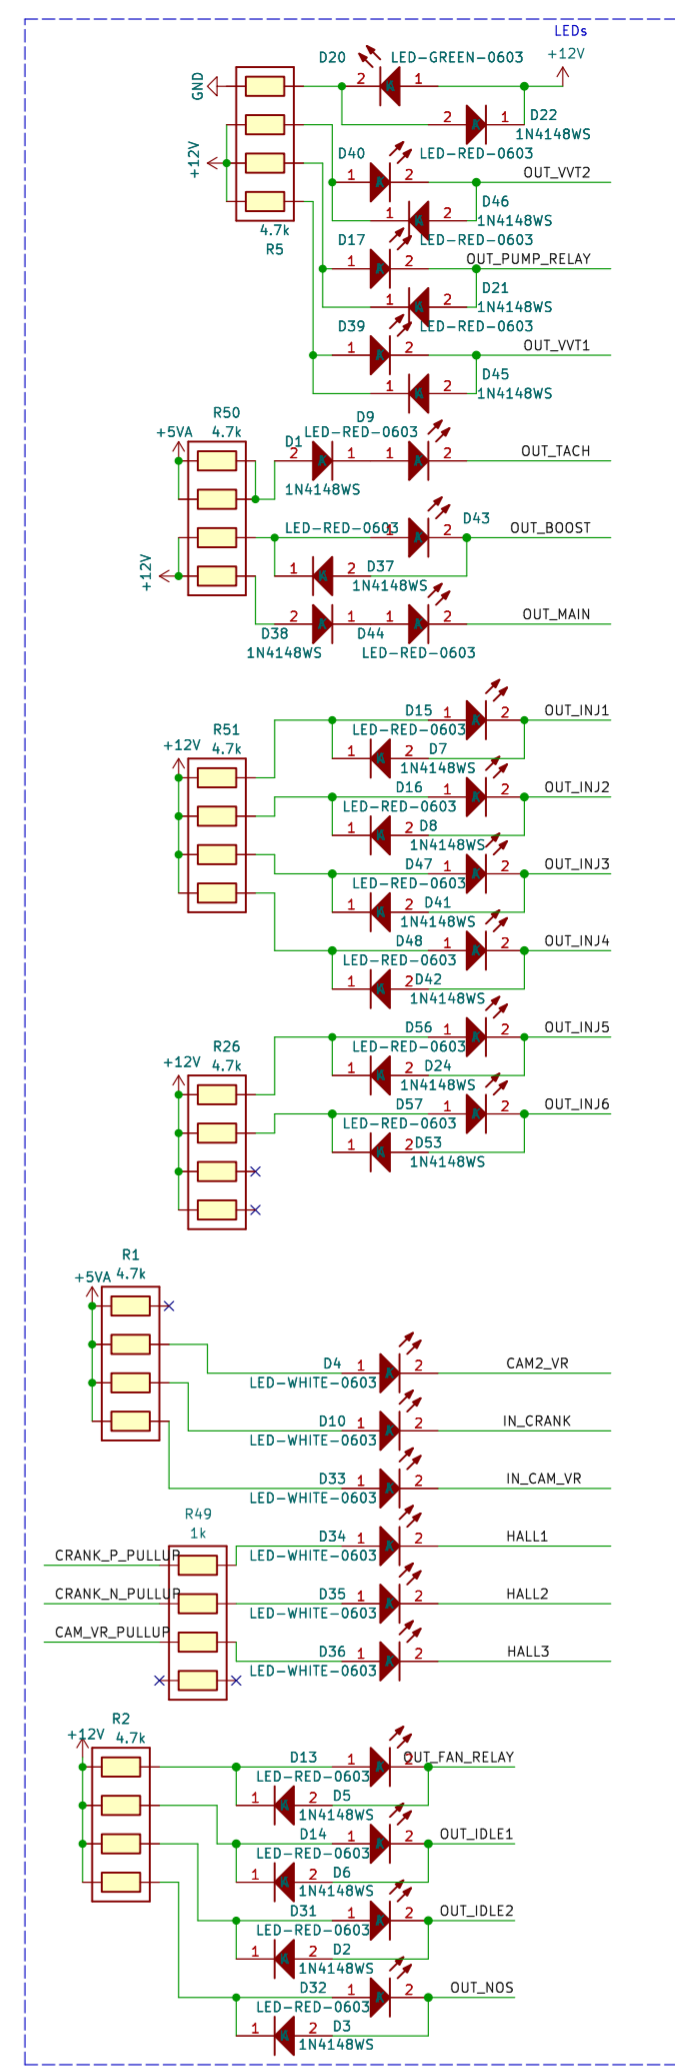 LEDs
D20
LED-GREEN-0603
+12V
GND
2
1
D22
2
1
1N4148WS
+12V
D40
LED-RED-0603
1
2
OUT_VVT2
D46
1
2
1N4148WS
4.7k
R5
D17
LED-RED-0603
1
2
OUT_PUMP_RELAY
D21
1
2
1N4148WS
D39
LED-RED-0603
1
2
OUT_VVT1
D45
1
2
1N4148WS
R50
4.7k
+5VA
D9
LED-RED-0603
D1
2
1
1
2
OUT_TACH
1N4148WS
LED-RED-0603
1
2
D43
OUT_BOOST
+12V
1
2
D37
1N4148WS
2
1
1
2
OUT_MAIN
D38
D44
1N4148WS
LED-RED-0603
D15
1
2
OUT_INJ1
R51
4.7k
+12V
LED-RED-0603
1
2
D7
1N4148WS
D16
1
2
OUT_INJ2
LED-RED-0603
1
2
D8
1N4148WS
D47
1
2
OUT_INJ3
LED-RED-0603
1
2
D41
1N4148WS
D48
1
2
OUT_INJ4
LED-RED-0603
1
2
D42
1N4148WS
D56
1
2
OUT_INJ5
R26
4.7k
+12V
LED-RED-0603
1
2
D24
1N4148WS
D57
1
2
OUT_INJ6
LED-RED-0603
1
2
D53
1N4148WS
R1
4.7k
+5VA
D4
1
2
CAM2_VR
LED-WHITE-0603
D10
1
2
IN_CRANK
LED-WHITE-0603
D33
1
2
IN_CAM_VR
LED-WHITE-0603
R49
1k
D34
1
2
HALL1
LED-WHITE-0603
CRANK_P_PULLUP
CRANK_N_PULLUP
D35
1
2
HALL2
LED-WHITE-0603
CAM_VR_PULLUP
D36
1
2
HALL3
LED-WHITE-0603
R2
4.7k
+12V
D13
1
2
OUT_FAN_RELAY
LED-RED-0603
1
2
D5
1N4148WS
D14
1
2
OUT_IDLE1
LED-RED-0603
1
2
D6
1N4148WS
D31
1
2
OUT_IDLE2
LED-RED-0603
1
2
D2
1N4148WS
D32
1
2
OUT_NOS
LED-RED-0603
1
2
D3
1N4148WS